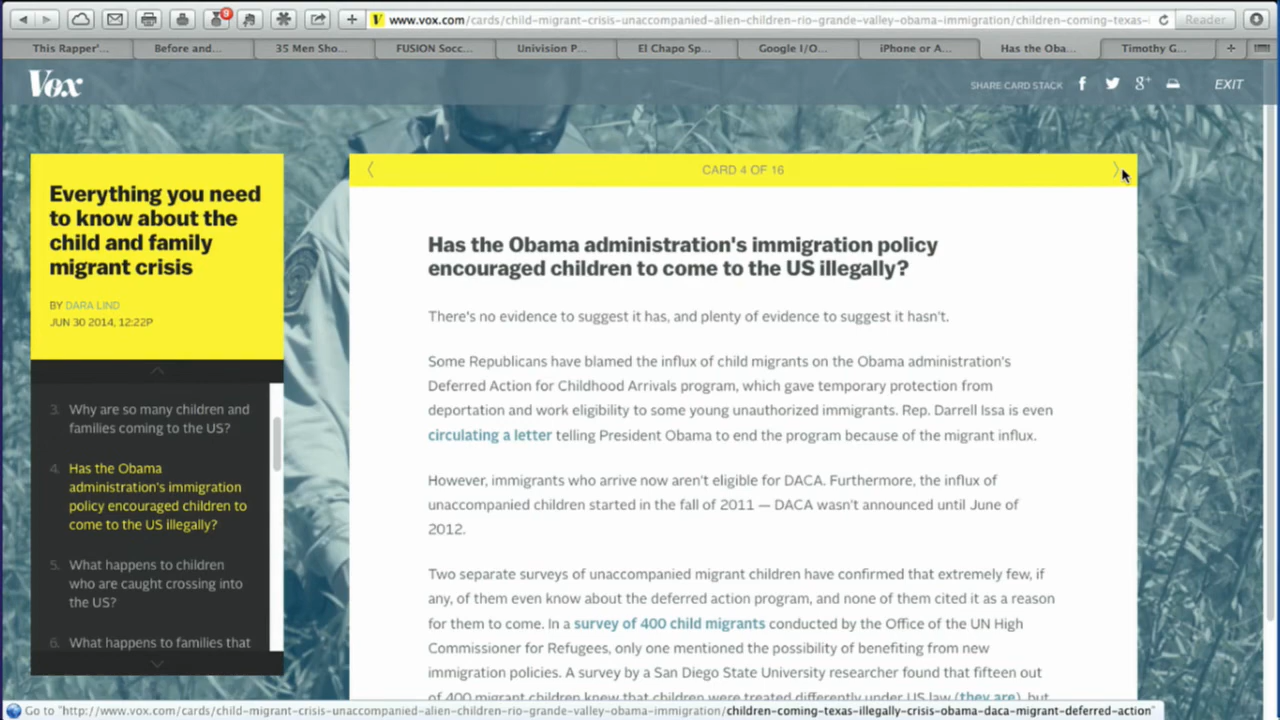 9
V www.vox.com/cards/child-migrant-crisis-unaccompanied-alien-children-rio-grande-valley-obama-immigration/children-coming-texas-i
Reader
This Rapper'...
Before and...
35 Men Sho...
FUSION Socc...
Univision P...
El Chapo Sp...
Google I/O...
iPhone or A...
Has the Oba...
Timothy G...
Vox
SHARE CARD STACK
EXIT
Everything you need
to know about the
child and family
migrant crisis
BY DARA LIND
JUN 30 2014, 12:22P
3. Why are so many children and
families coming to the US?
4. Has the Obama
administration's immigration
policy encouraged children to
come to the US illegally?
5. What happens to children
who are caught crossing into
the US?
6. What happens to families that
CARD 4 OF 16
Has the Obama administration's immigration policy
encouraged children to come to the US illegally?
There's no evidence to suggest it has, and plenty of evidence to suggest it hasn't.
Some Republicans have blamed the influx of child migrants on the Obama administration's
Deferred Action for Childhood Arrivals program, which gave temporary protection from
deportation and work eligibility to some young unauthorized immigrants. Rep. Darrell Issa is even
circulating a letter telling President Obama to end the program because of the migrant influx.
However, immigrants who arrive now aren't eligible for DACA. Furthermore, the influx of
unaccompanied children started in the fall of 2011 — DACA wasn't announced until June of
2012.
Two separate surveys of unaccompanied migrant children have confirmed that extremely few, if
any, of them even know about the deferred action program, and none of them cited it as a reason
for them to come. In a survey of 400 child migrants conducted by the Office of the UN High
Commissioner for Refugees, only one mentioned the possibility of benefiting from new
immigration policies. A survey by a San Diego State University researcher found that fifteen out
of 400 migrant children knew that children were treated differently under US law (they are), but
Go to "http://www.vox.com/cards/child-migrant-crisis-unaccompanied-alien-children-rio-grande-valley-obama-immigration/children-coming-texas-illegally-crisis-obama-daca-migrant-deferred-action"